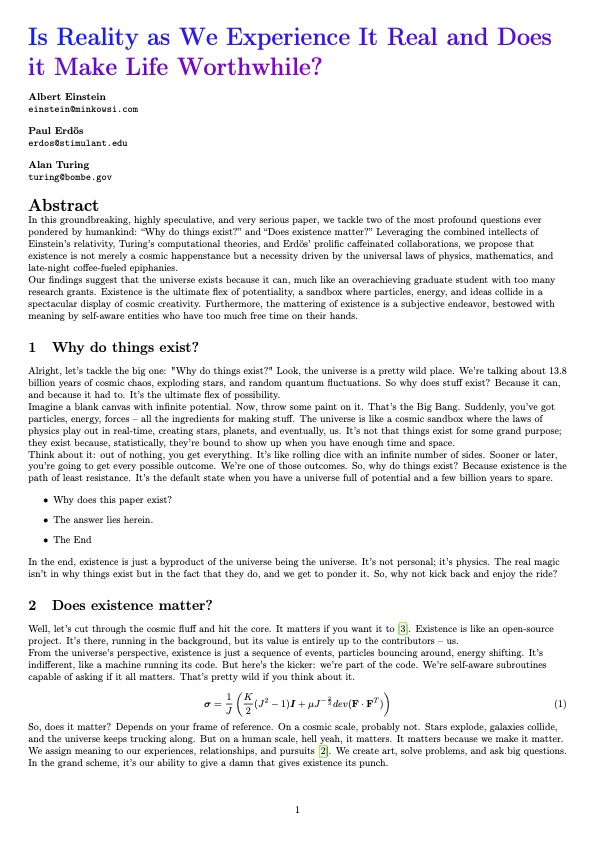 Is Reality as We Experience It Real and Does
it Make Life Worthwhile?
Albert Einstein
einstein@minkowsi.com
Paul Erdös
erdos@stimulant.edu
Alan Turing
turing@bombe.gov
Abstract
In this groundbreaking, highly speculative, and very serious paper, we tackle two of the most profound questions ever
pondered by humankind: “Why do things exist?” and “Does existence matter?” Leveraging the combined intellects of
Einstein’s relativity, Turing’s computational theories, and Erdös’ prolific caffeinated collaborations, we propose that
existence is not merely a cosmic happenstance but a necessity driven by the universal laws of physics, mathematics, and
late-night coffee-fueled epiphanies.
Our findings suggest that the universe exists because it can, much like an overachieving graduate student with too many
research grants. Existence is the ultimate flex of potentiality, a sandbox where particles, energy, and ideas collide in a
spectacular display of cosmic creativity. Furthermore, the mattering of existence is a subjective endeavor, bestowed with
meaning by self-aware entities who have too much free time on their hands.
1 Why do things exist?
Alright, let’s tackle the big one: "Why do things exist?" Look, the universe is a pretty wild place. We’re talking about 13.8
billion years of cosmic chaos, exploding stars, and random quantum fluctuations. So why does stuff exist? Because it can,
and because it had to. It’s the ultimate flex of possibility.
Imagine a blank canvas with infinite potential. Now, throw some paint on it. That’s the Big Bang. Suddenly, you’ve got
particles, energy, forces – all the ingredients for making stuff. The universe is like a cosmic sandbox where the laws of
physics play out in real-time, creating stars, planets, and eventually, us. It’s not that things exist for some grand purpose;
they exist because, statistically, they’re bound to show up when you have enough time and space.
Think about it: out of nothing, you get everything. It’s like rolling dice with an infinite number of sides. Sooner or later,
you’re going to get every possible outcome. We’re one of those outcomes. So, why do things exist? Because existence is the
path of least resistance. It’s the default state when you have a universe full of potential and a few billion years to spare.
• Why does this paper exist?
• The answer lies herein.
• The End
In the end, existence is just a byproduct of the universe being the universe. It’s not personal; it’s physics. The real magic
isn’t in why things exist but in the fact that they do, and we get to ponder it. So, why not kick back and enjoy the ride?
2 Does existence matter?
Well, let’s cut through the cosmic fluff and hit the core. It matters if you want it to [3]. Existence is like an open-source
project. It’s there, running in the background, but its value is entirely up to the contributors – us.
From the universe’s perspective, existence is just a sequence of events, particles bouncing around, energy shifting. It’s
indifferent, like a machine running its code. But here’s the kicker: we’re part of the code. We’re self-aware subroutines
capable of asking if it all matters. That’s pretty wild if you think about it.
σ = 1/J (K/2 (J² − 1)I + μJ^{−2/3} dev(F · F^T)) (1)
So, does it matter? Depends on your frame of reference. On a cosmic scale, probably not. Stars explode, galaxies collide,
and the universe keeps trucking along. But on a human scale, hell yeah, it matters. It matters because we make it matter.
We assign meaning to our experiences, relationships, and pursuits [2]. We create art, solve problems, and ask big questions.
In the grand scheme, it’s our ability to give a damn that gives existence its punch.
1